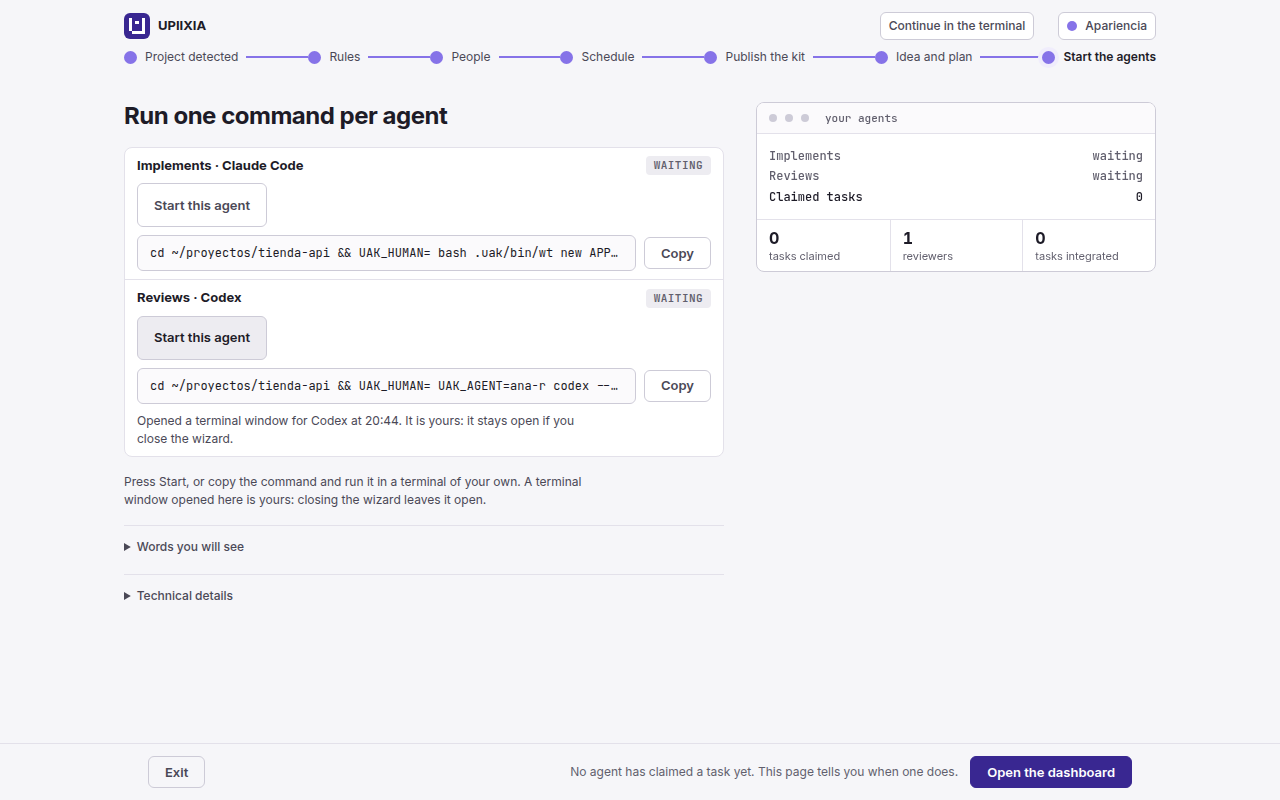 UPIIXIA
Continue in the terminal
Apariencia
Project detected
Rules
People
Schedule
Publish the kit
Idea and plan
Start the agents
Run one command per agent
Implements · Claude Code
WAITING
Start this agent
cd ~/proyectos/tienda-api && UAK_HUMAN= bash .uak/bin/wt new APP…
Copy
Reviews · Codex
WAITING
Start this agent
cd ~/proyectos/tienda-api && UAK_HUMAN= UAK_AGENT=ana-r codex --…
Copy
Opened a terminal window for Codex at 20:44. It is yours: it stays open if you
close the wizard.
Press Start, or copy the command and run it in a terminal of your own. A terminal
window opened here is yours: closing the wizard leaves it open.
Words you will see
Technical details
your agents
Implements waiting
Reviews waiting
Claimed tasks 0
0 1 0
tasks claimed reviewers tasks integrated
Exit
No agent has claimed a task yet. This page tells you when one does.
Open the dashboard